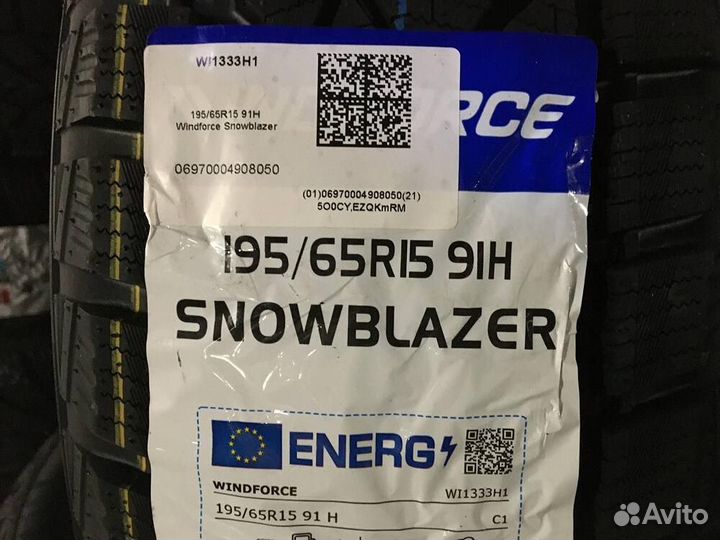 WI1333H1
195/65R15 91H
Windforce Snowblazer
06970004908050
(01)06970004908050(21)
5O0CY,EZQKmRM
RCE
195/65R15 91H
SNOWBLAZER
ENERG
WINDFORCE WI1333H1
195/65R15 91 H C1
Avito